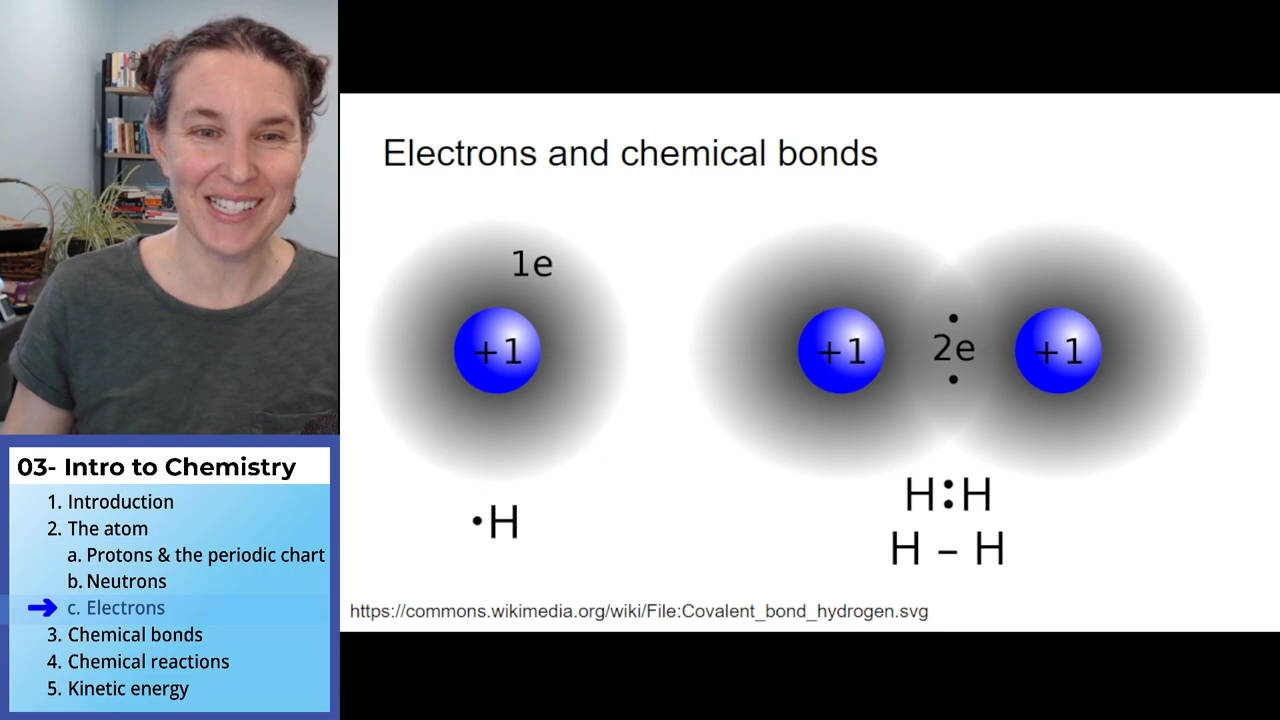 Electrons and chemical bonds
1e
+1
+1
2e
+1
•H
H:H
H – H
https://commons.wikimedia.org/wiki/File:Covalent_bond_hydrogen.svg
03- Intro to Chemistry
1. Introduction
2. The atom
a. Protons & the periodic chart
b. Neutrons
c. Electrons
3. Chemical bonds
4. Chemical reactions
5. Kinetic energy